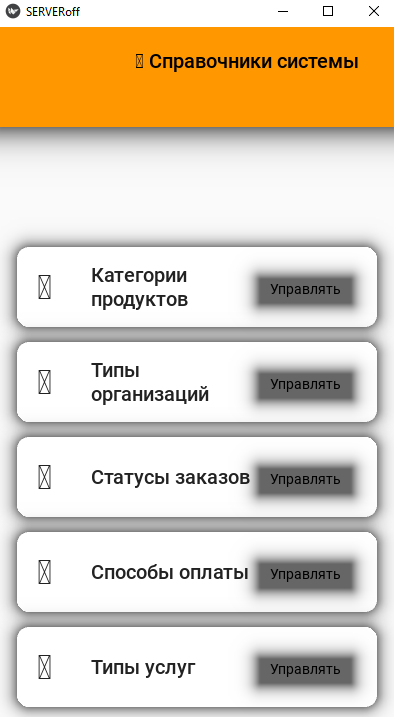 SERVERoff
Справочники системы
Категории
продуктов
Управлять
Типы
организаций
Управлять
Статусы заказов
Управлять
Способы оплаты
Управлять
Типы услуг
Управлять